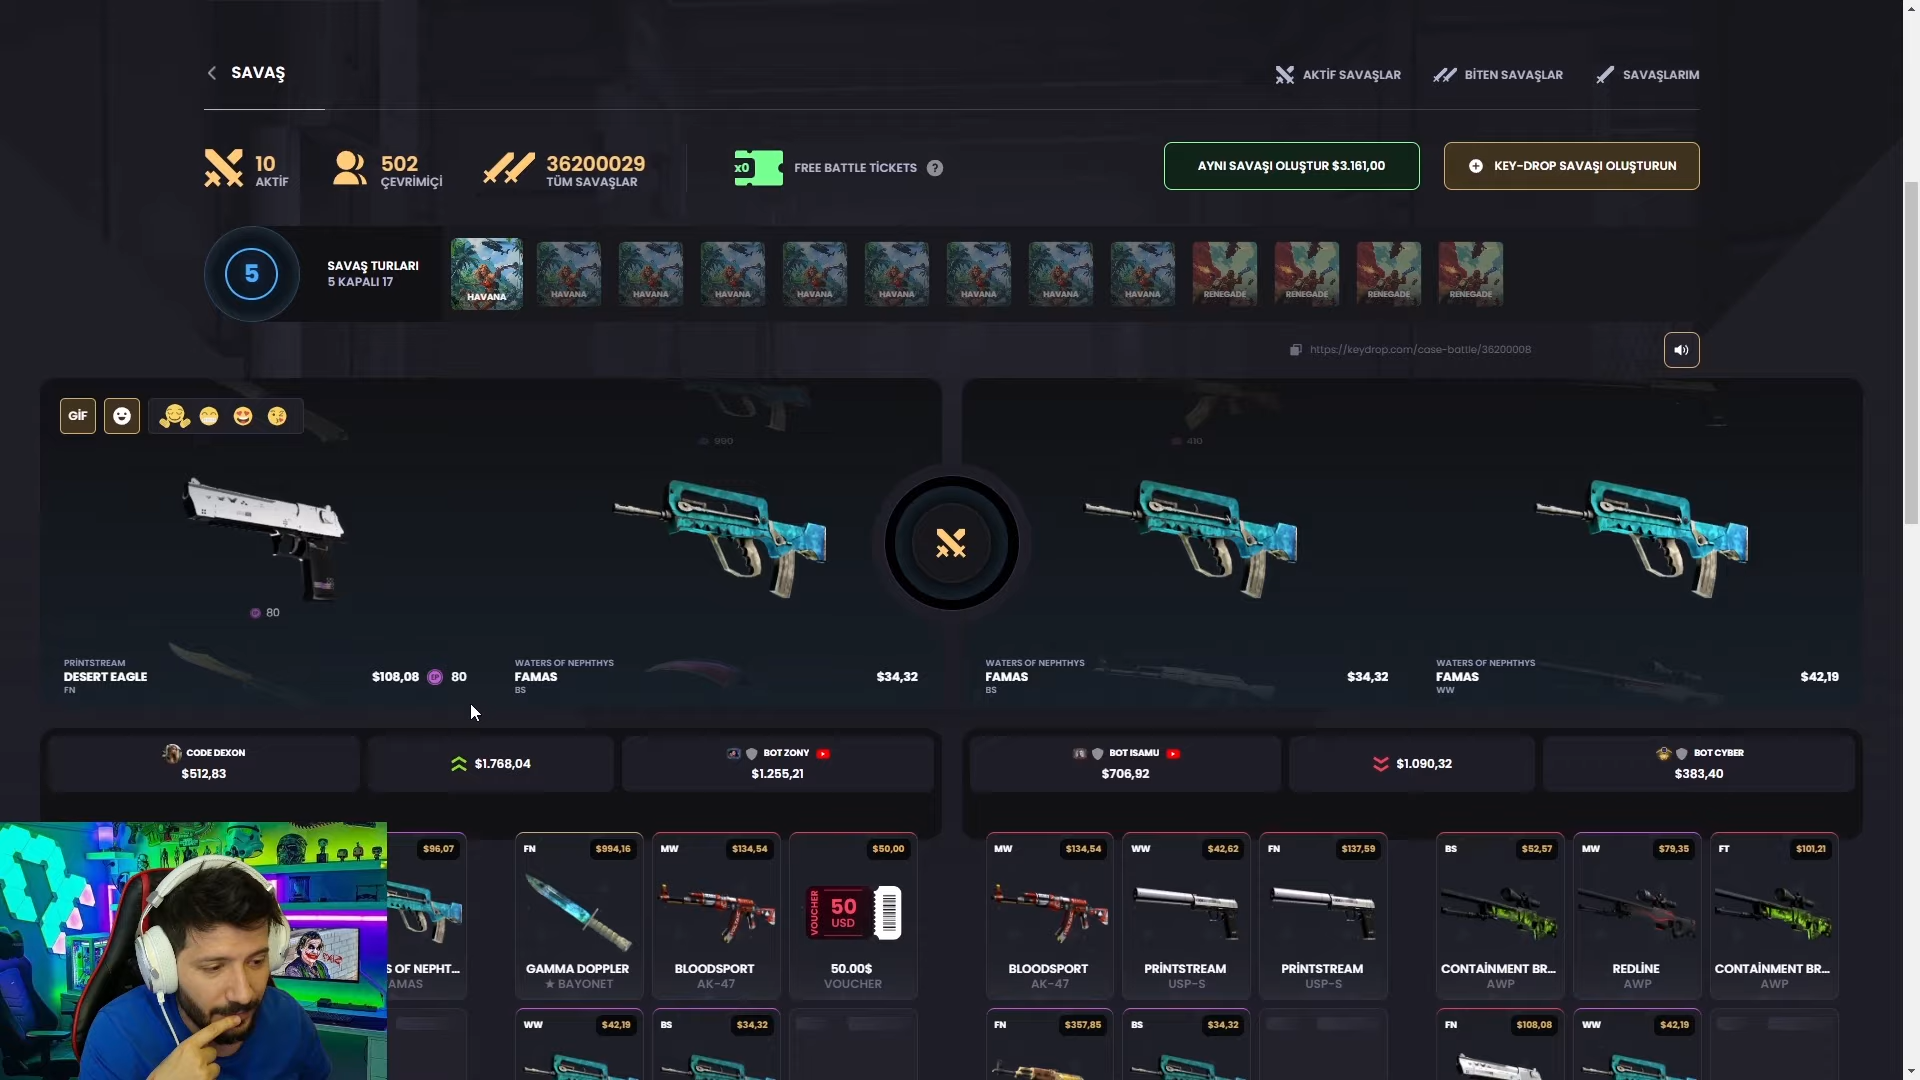 SAVAŞ
AKTİF SAVAŞLAR
BİTEN SAVAŞLAR
SAVAŞLARIM
10
AKTİF
502
ÇEVRİMİÇİ
36200029
TÜM SAVAŞLAR
x0
FREE BATTLE TİCKETS
?
AYNI SAVAŞI OLUŞTUR $3.161,00
KEY-DROP SAVAŞI OLUŞTURUN
5
SAVAŞ TURLARI
5 KAPALI 17
HAVANA
HAVANA
HAVANA
HAVANA
HAVANA
HAVANA
HAVANA
HAVANA
HAVANA
RENEGADE
RENEGADE
RENEGADE
RENEGADE
https://keydrop.com/case-battle/36200008
GİF
990
410
80
PRİNTSTREAM
DESERT EAGLE
FN
$108,08
80
WATERS OF NEPHTHYS
FAMAS
BS
$34,32
WATERS OF NEPHTHYS
FAMAS
BS
$34,32
WATERS OF NEPHTHYS
FAMAS
WW
$42,19
CODE DEXON
$512,83
$1.768,04
BOT ZONY
$1.255,21
BOT ISAMU
$706,92
$1.090,32
BOT CYBER
$383,40
$96,07
S OF NEPHT...
AMAS
FN
$994,16
GAMMA DOPPLER
★ BAYONET
MW
$134,54
BLOODSPORT
AK-47
$50,00
VOUCHER
50
USD
50.00$
VOUCHER
MW
$134,54
BLOODSPORT
AK-47
WW
$42,62
PRİNTSTREAM
USP-S
FN
$137,59
PRİNTSTREAM
USP-S
BS
$52,57
CONTAİNMENT BR...
AWP
MW
$79,35
REDLİNE
AWP
FT
$101,21
CONTAİNMENT BR...
AWP
WW
$42,19
BS
$34,32
FN
$357,85
BS
$34,32
FN
$108,08
WW
$42,19